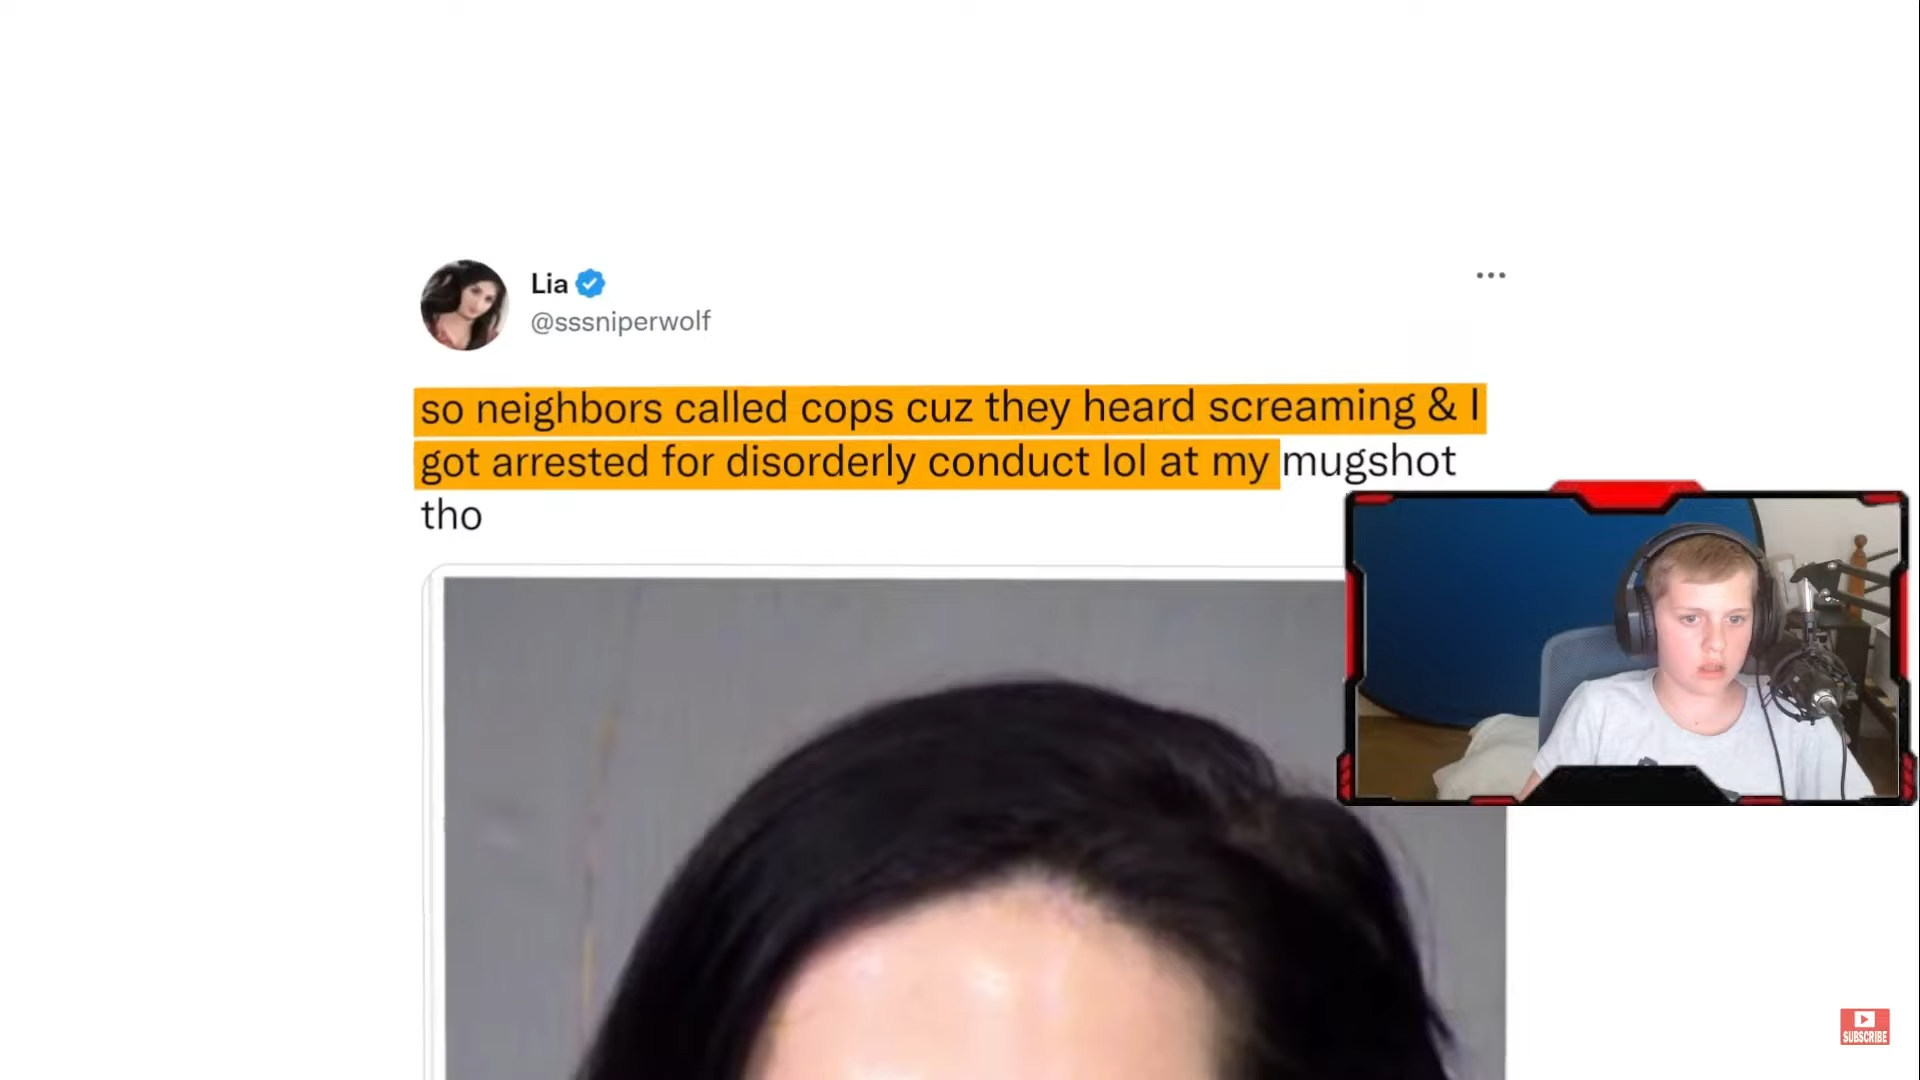 Lia
@sssniperwolf
so neighbors called cops cuz they heard screaming & I
got arrested for disorderly conduct lol at my mugshot
tho
SUBSCRIBE